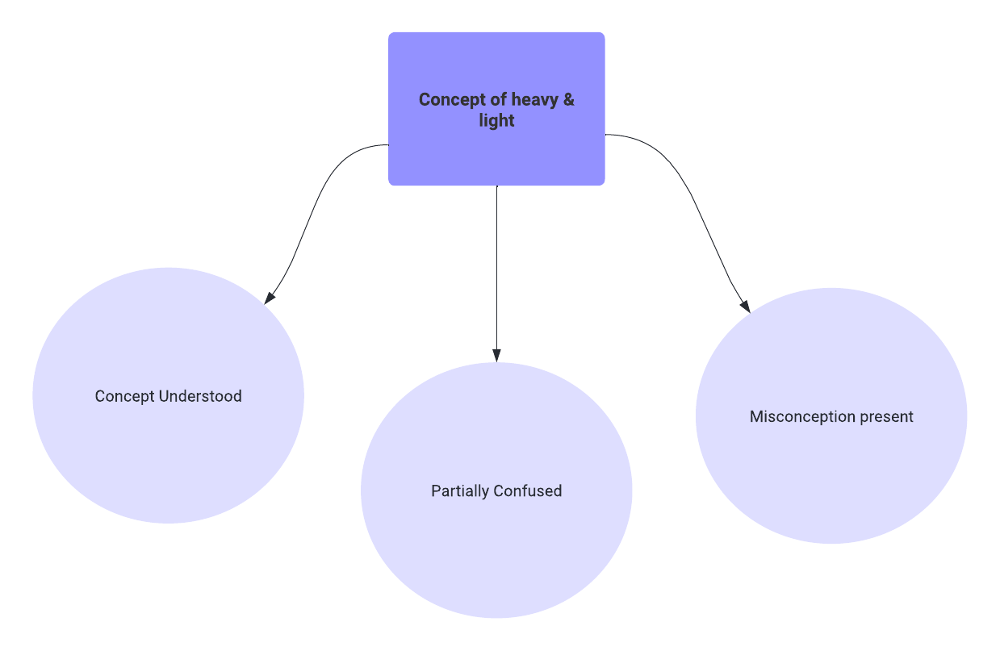 Concept of heavy &
light
Concept Understood
Partially Confused
Misconception present